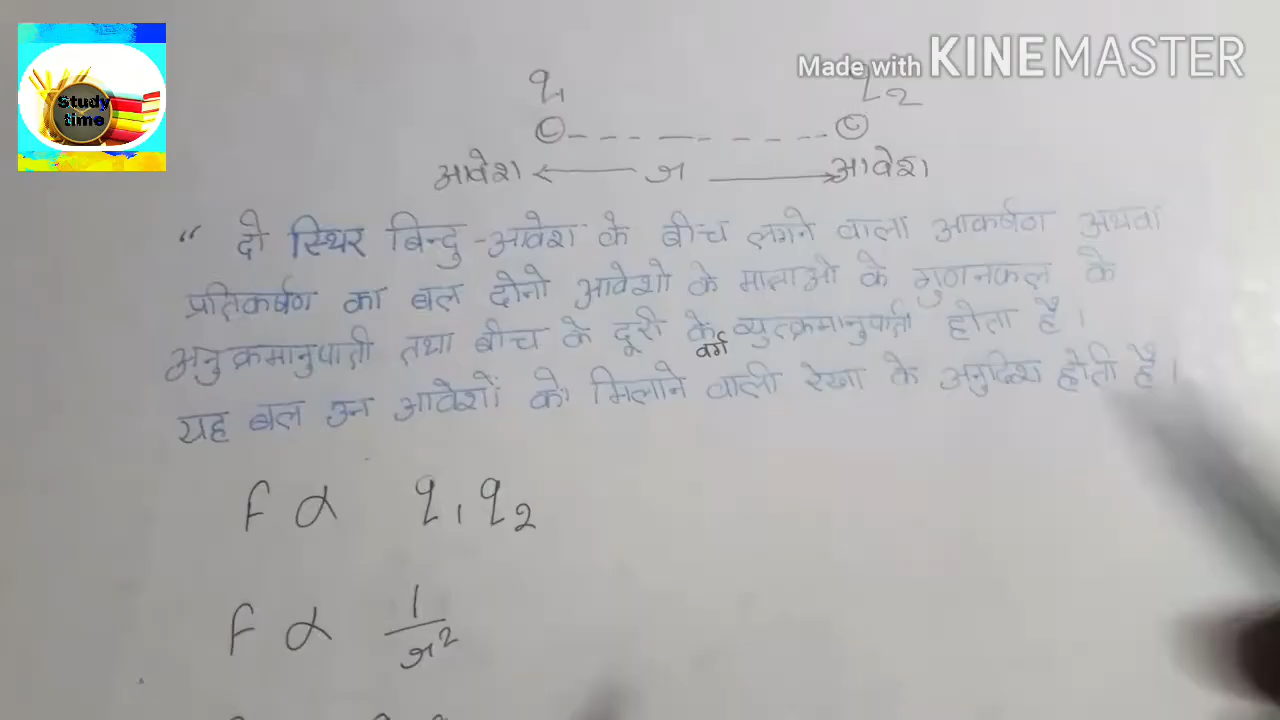 Study
time
Made with KINEMASTER
q₁ q₂
आवेश ← r → आवेश
“ दो स्थिर बिन्दु-आवेश के बीच लगने वाला आकर्षण अथवा
प्रतिकर्षण का बल दोनो आवेशो के मात्राओ के गुणनफल के
अनुक्रमानुपाती तथा बीच के दूरी के वर्ग व्युत्क्रमानुपाती होता है।
यह बल उन आवेशों को मिलाने वाली रेखा के अनुदिश होती है।
F ∝ q₁q₂
F ∝ 1/r²